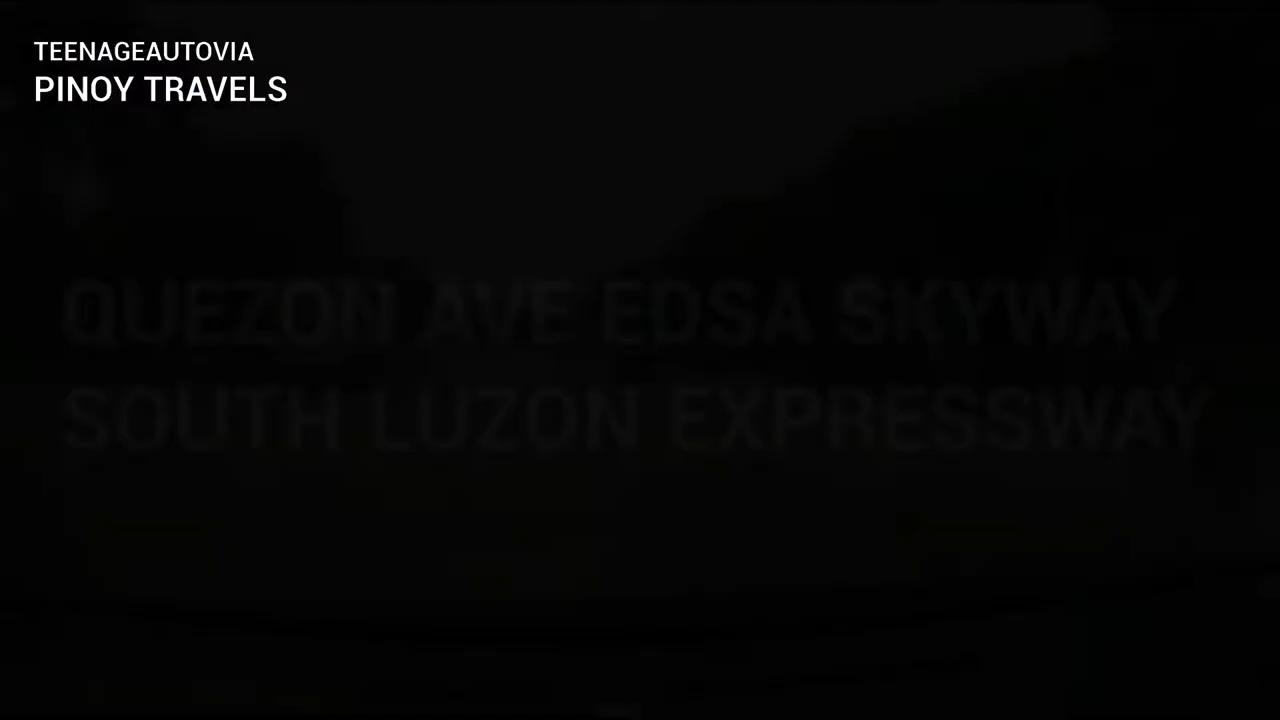 TEENAGEAUTOVIA
PINOY TRAVELS
QUEZON AVE EDSA SKYWAY
SOUTH LUZON EXPRESSWAY